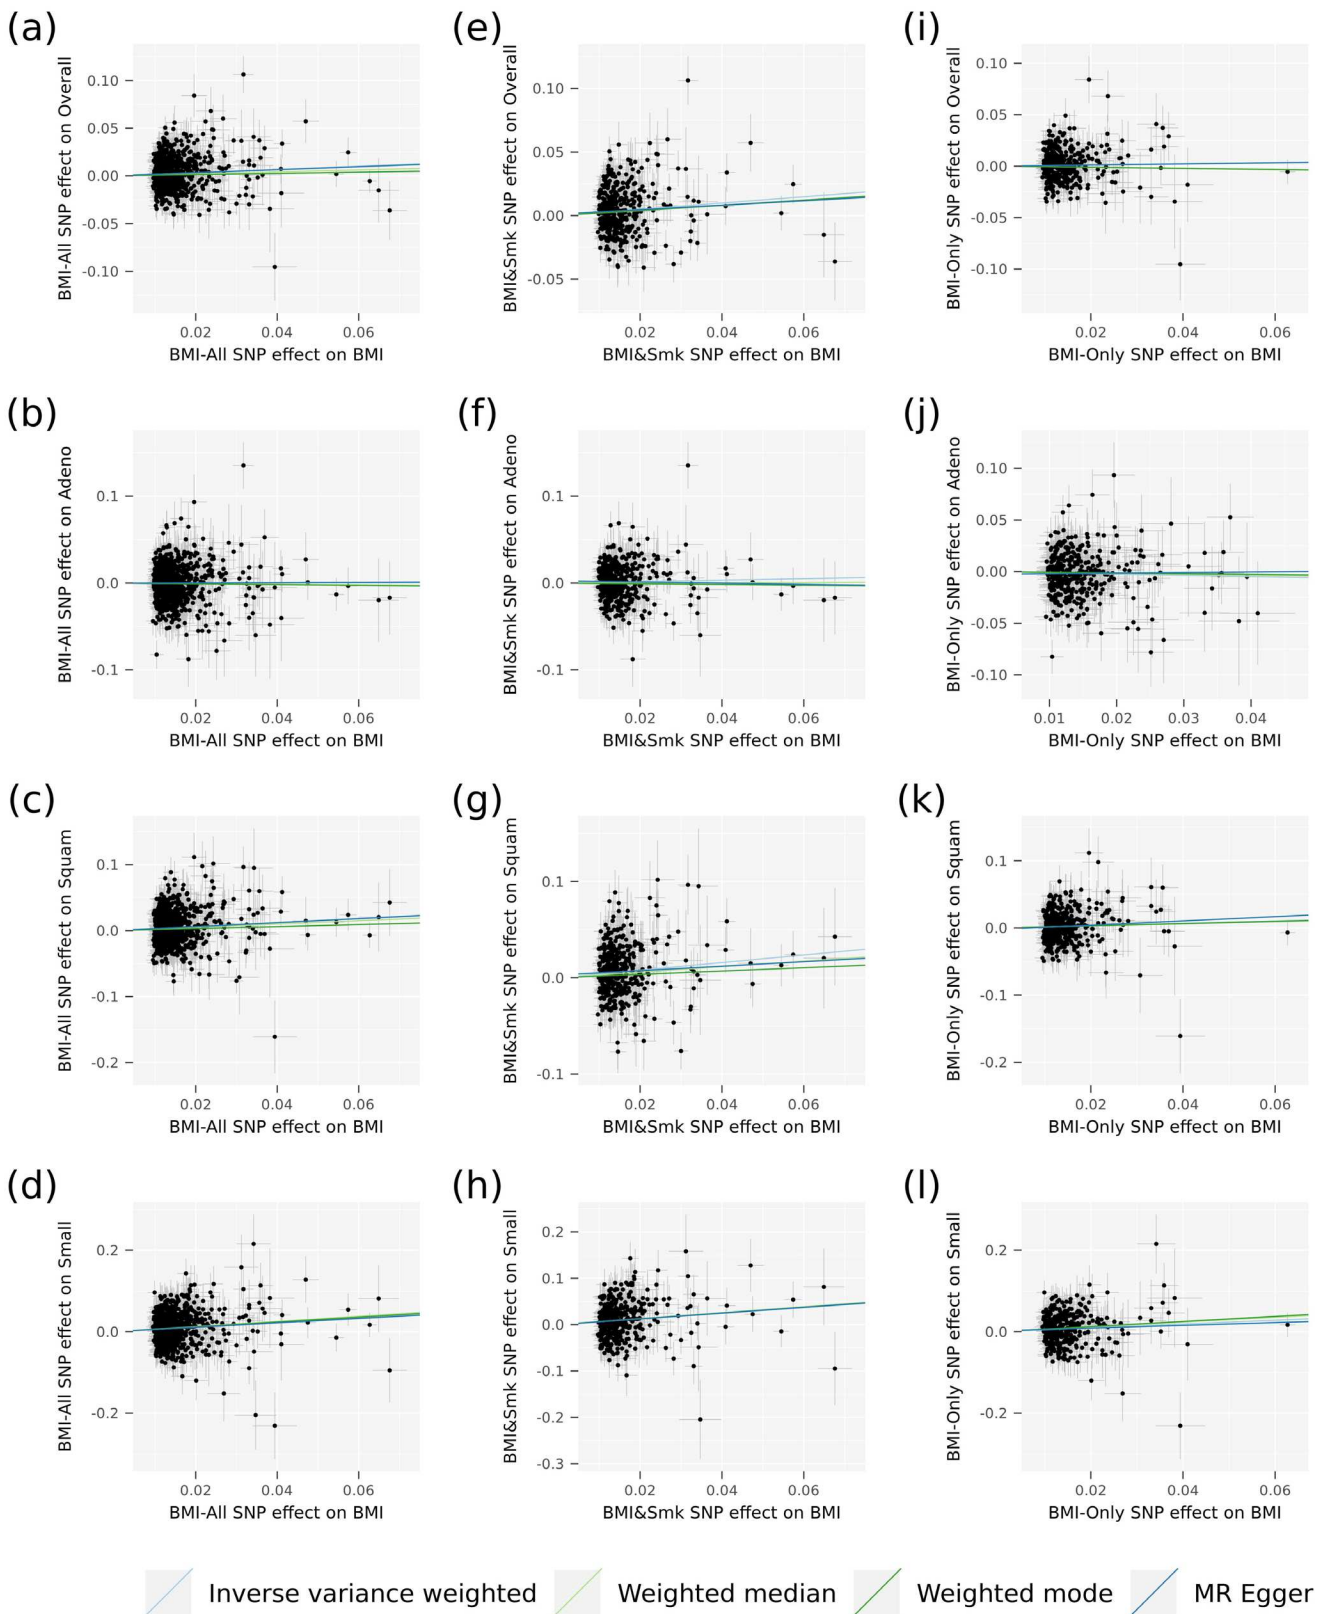 (a)
BMI-All SNP effect on Overall
0.10
0.05
0.00
-0.05
-0.10
0.02 0.04 0.06
BMI-All SNP effect on BMI
(e)
BMI&Smk SNP effect on Overall
0.10
0.05
0.00
-0.05
0.02 0.04 0.06
BMI&Smk SNP effect on BMI
(i)
BMI-Only SNP effect on Overall
0.10
0.05
0.00
-0.05
-0.10
0.02 0.04 0.06
BMI-Only SNP effect on BMI
(b)
BMI-All SNP effect on Adeno
0.1
0.0
-0.1
0.02 0.04 0.06
BMI-All SNP effect on BMI
(f)
BMI&Smk SNP effect on Adeno
0.1
0.0
-0.1
0.02 0.04 0.06
BMI&Smk SNP effect on BMI
(j)
BMI-Only SNP effect on Adeno
0.10
0.05
0.00
-0.05
-0.10
0.01 0.02 0.03 0.04
BMI-Only SNP effect on BMI
(c)
BMI-All SNP effect on Squam
0.1
0.0
-0.1
-0.2
0.02 0.04 0.06
BMI-All SNP effect on BMI
(g)
BMI&Smk SNP effect on Squam
0.1
0.0
-0.1
0.02 0.04 0.06
BMI&Smk SNP effect on BMI
(k)
BMI-Only SNP effect on Squam
0.1
0.0
-0.1
-0.2
0.02 0.04 0.06
BMI-Only SNP effect on BMI
(d)
BMI-All SNP effect on Small
0.2
0.0
-0.2
0.02 0.04 0.06
BMI-All SNP effect on BMI
(h)
BMI&Smk SNP effect on Small
0.2
0.1
0.0
-0.1
-0.2
-0.3
0.02 0.04 0.06
BMI&Smk SNP effect on BMI
(l)
BMI-Only SNP effect on Small
0.2
0.0
-0.2
0.02 0.04 0.06
BMI-Only SNP effect on BMI
Inverse variance weighted Weighted median Weighted mode MR Egger